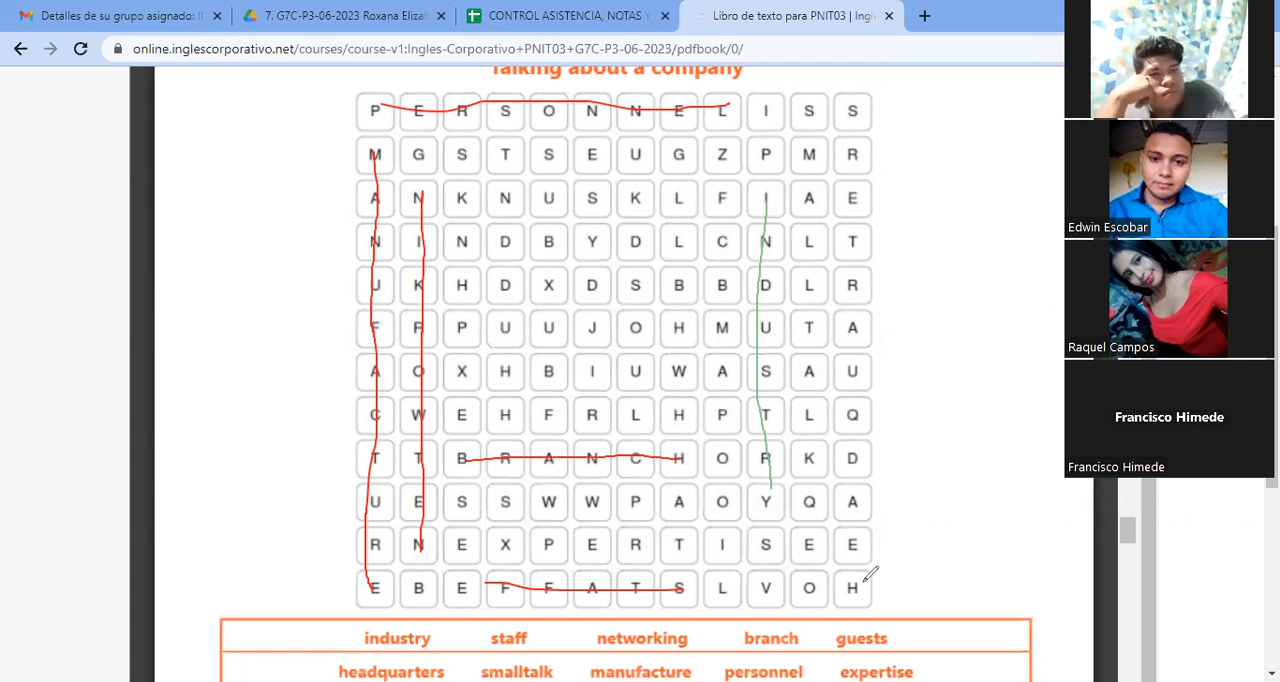 Detalles de su grupo asignado: I
7. G7C-P3-06-2023 Roxana Elizab
CONTROL ASISTENCIA, NOTAS Y
Libro de texto para PNIT03 | Ingl
online.inglescorporativo.net/courses/course-v1:Ingles-Corporativo+PNIT03+G7C-P3-06-2023/pdfbook/0/
Talking about a company
P E R S O N N E L I S S
M G I T S E U G Z P M R
A N N U S K L F I A E
N I N D B Y D L C N L T
U K H D X D S B B D L R
F R P U U J O H M U T A
A O X H B I U W A S A U
C W E H F R L H P T L Q
T T B R A N C H O R K D
U E S S W W P A O Y Q A
R N E X P E R T I S E E
E B E F F A T S L V O H
industry staff networking branch guests
headquarters smalltalk manufacture personnel expertise
Edwin Escobar
Raquel Campos
Francisco Himede
Francisco Himede